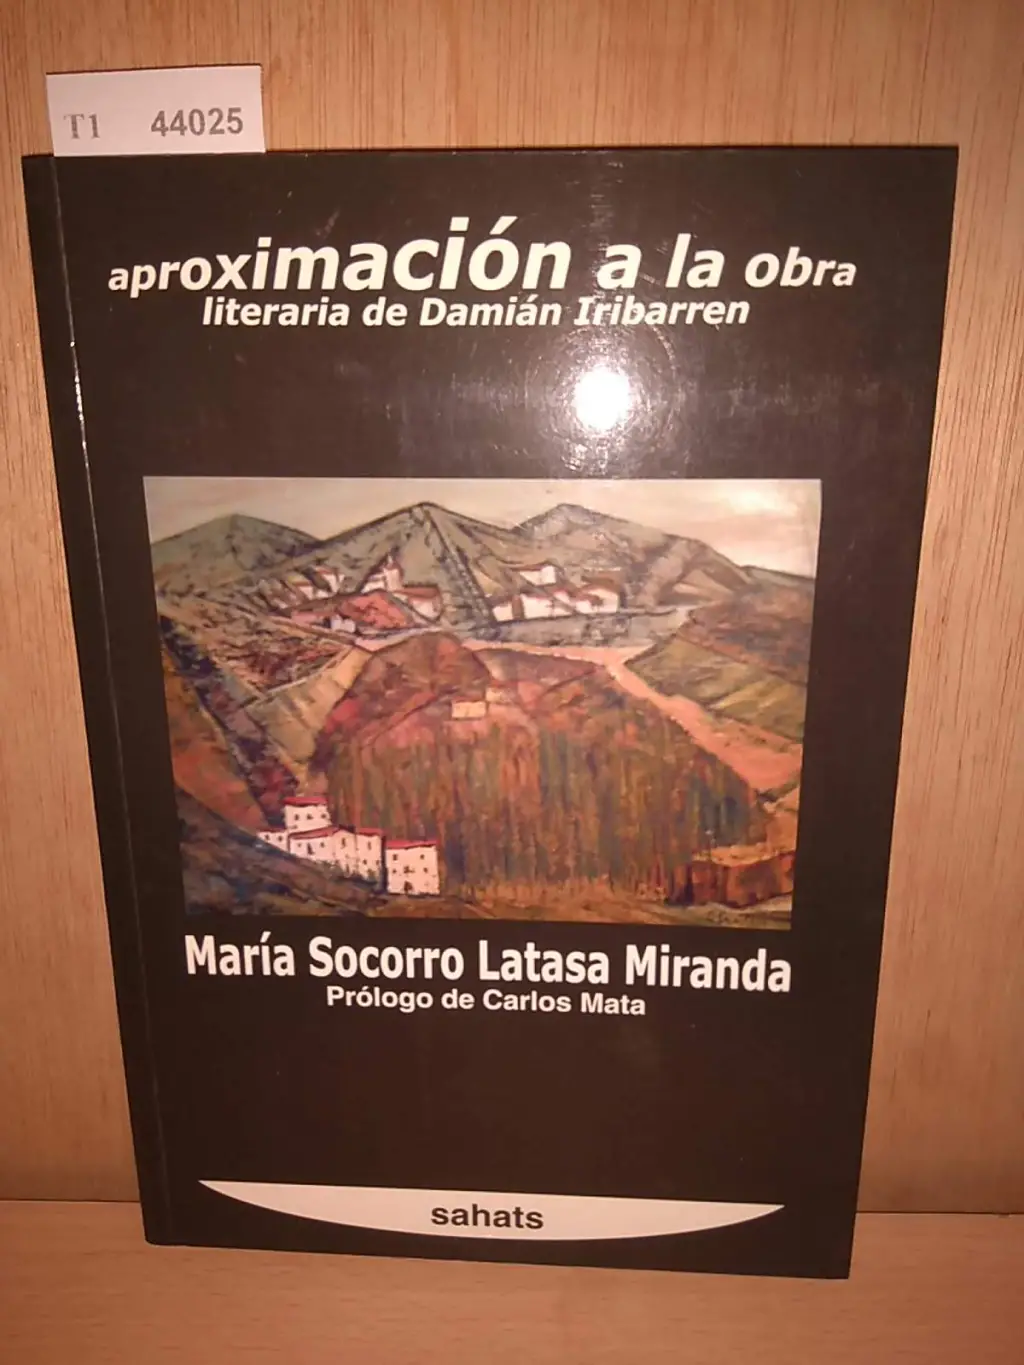 T1 44025
aproximación a la obra
literaria de Damián Iribarren
María Socorro Latasa Miranda
Prólogo de Carlos Mata
sahats